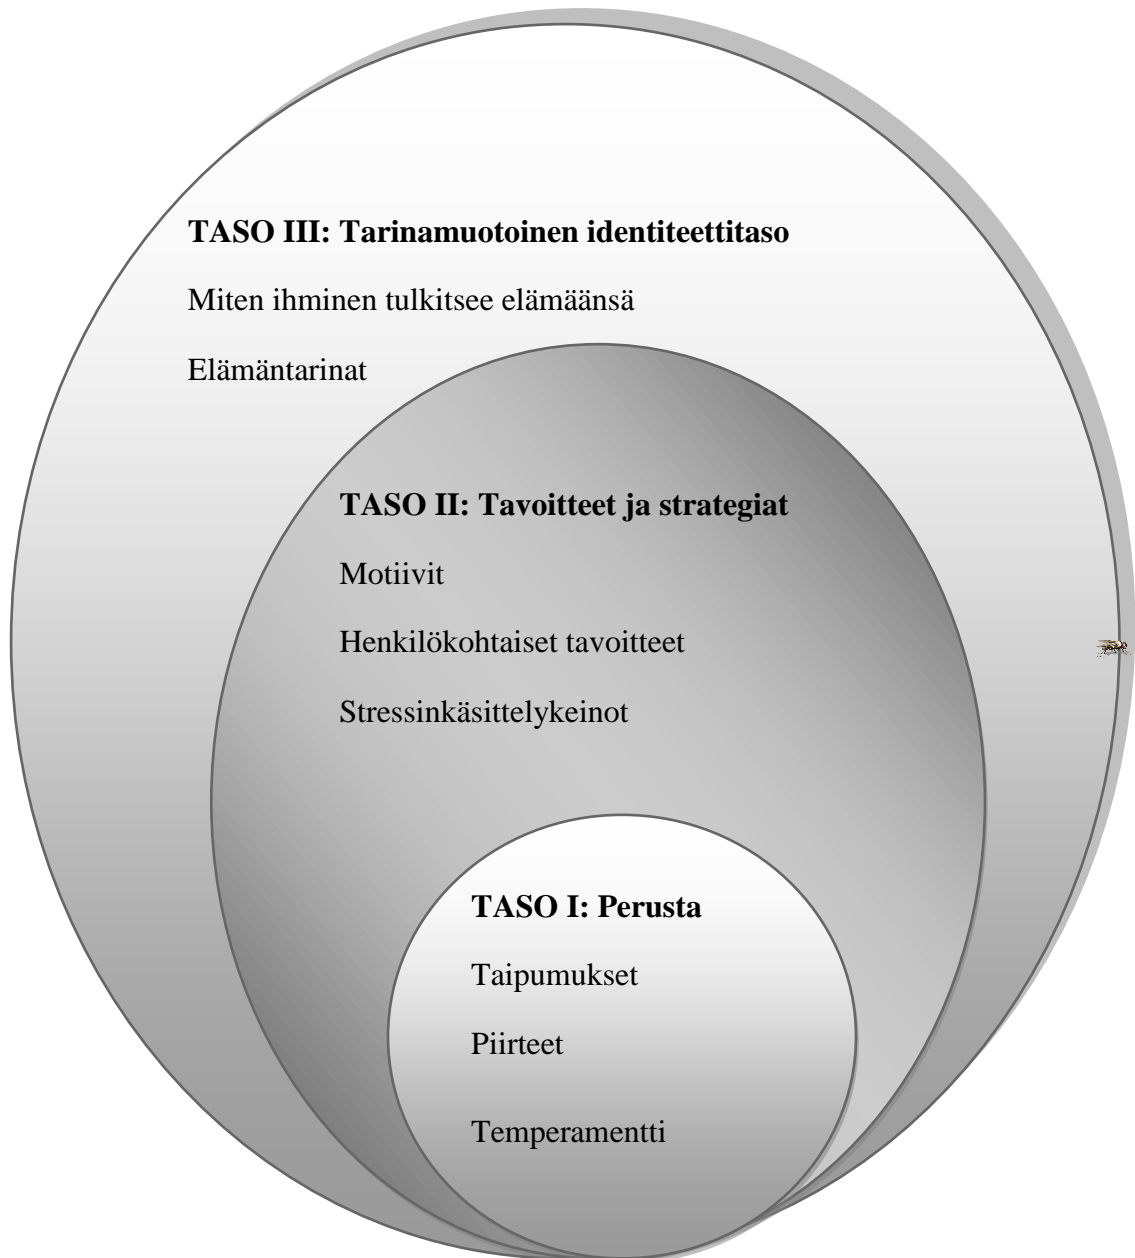 TASO III: Tarinamuotoinen identiteettitaso
Miten ihminen tulkitsee elämäänsä
Elämäntarinat
TASO II: Tavoitteet ja strategiat
Motiivit
Henkilökohtaiset tavoitteet
Stressinkäsittelykeinot
TASO I: Perusta
Taipumukset
Piirteet
Temperamentti